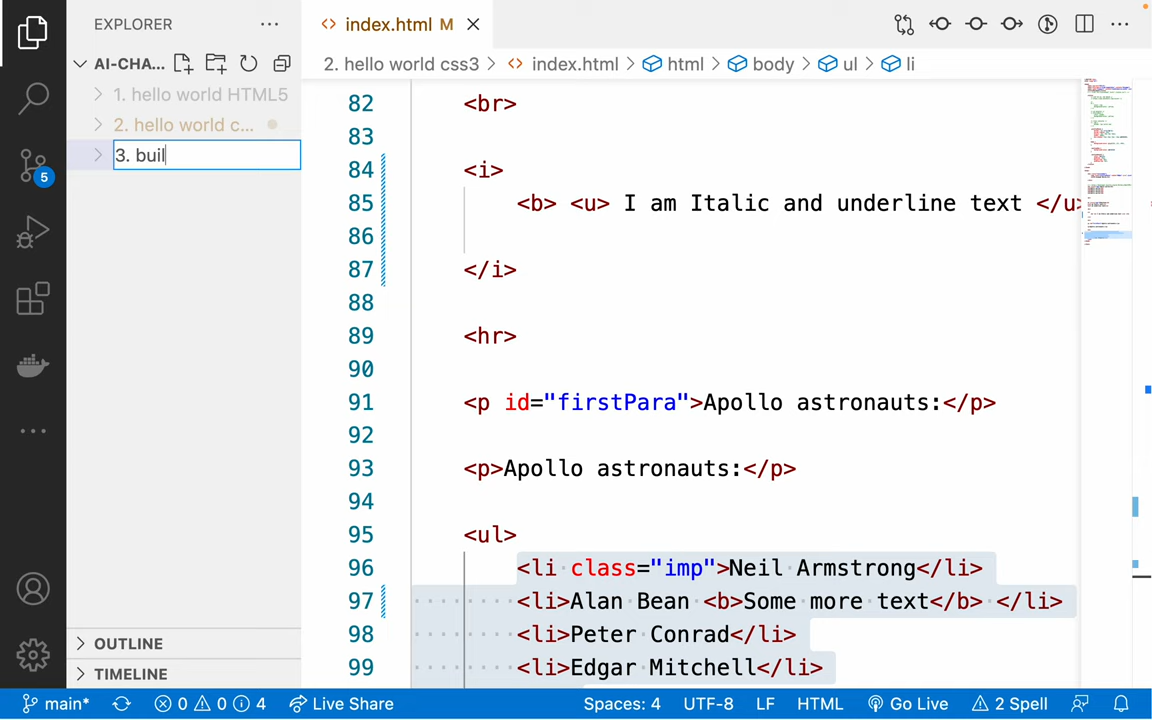 EXPLORER
AI-CHA...
1. hello world HTML5
2. hello world c...
3. buil
5
OUTLINE
TIMELINE
index.html M
2. hello world css3 > index.html > html > body > ul > li
82 <br>
83
84 <i>
85 <b> <u> I am Italic and underline text </u>
86
87 </i>
88
89 <hr>
90
91 <p id="firstPara">Apollo astronauts:</p>
92
93 <p>Apollo astronauts:</p>
94
95 <ul>
96 <li class="imp">Neil Armstrong</li>
97 <li>Alan Bean <b>Some more text</b> </li>
98 <li>Peter Conrad</li>
99 <li>Edgar Mitchell</li>
main* 0 0 4 Live Share Spaces: 4 UTF-8 LF HTML Go Live 2 Spell